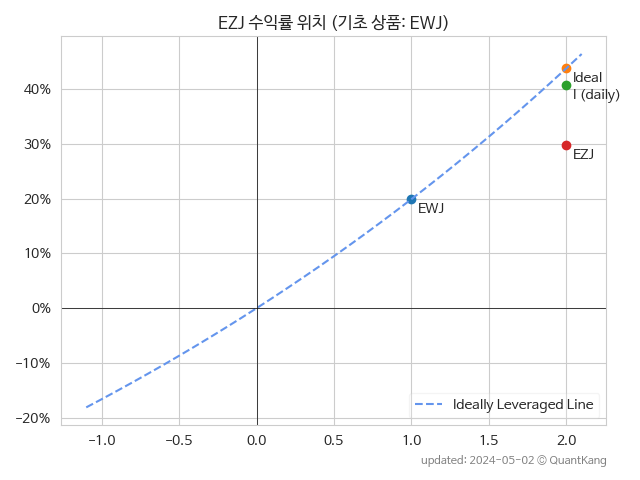 EZJ 수익률 위치 (기초 상품: EWJ)
40%
30%
20%
10%
0%
−10%
−20%
Ideal
I (daily)
EZJ
EWJ
Ideally Leveraged Line
−1.0 −0.5 0.0 0.5 1.0 1.5 2.0
updated: 2024-05-02 © QuantKang